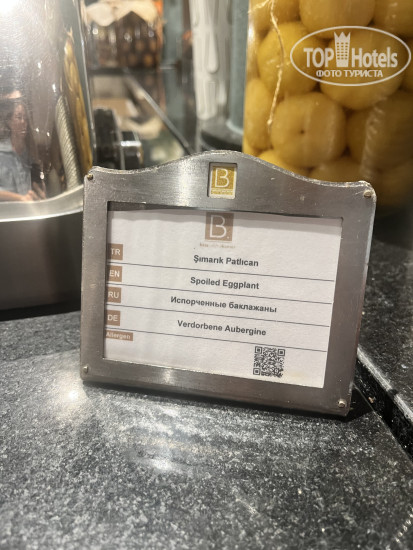 TOP Hotels
ФОТО ТУРИСТА
B
B
TR Şımarık Patlıcan
EN Spoiled Eggplant
RU Испорченные баклажаны
DE Verdorbene Aubergine
Allergen